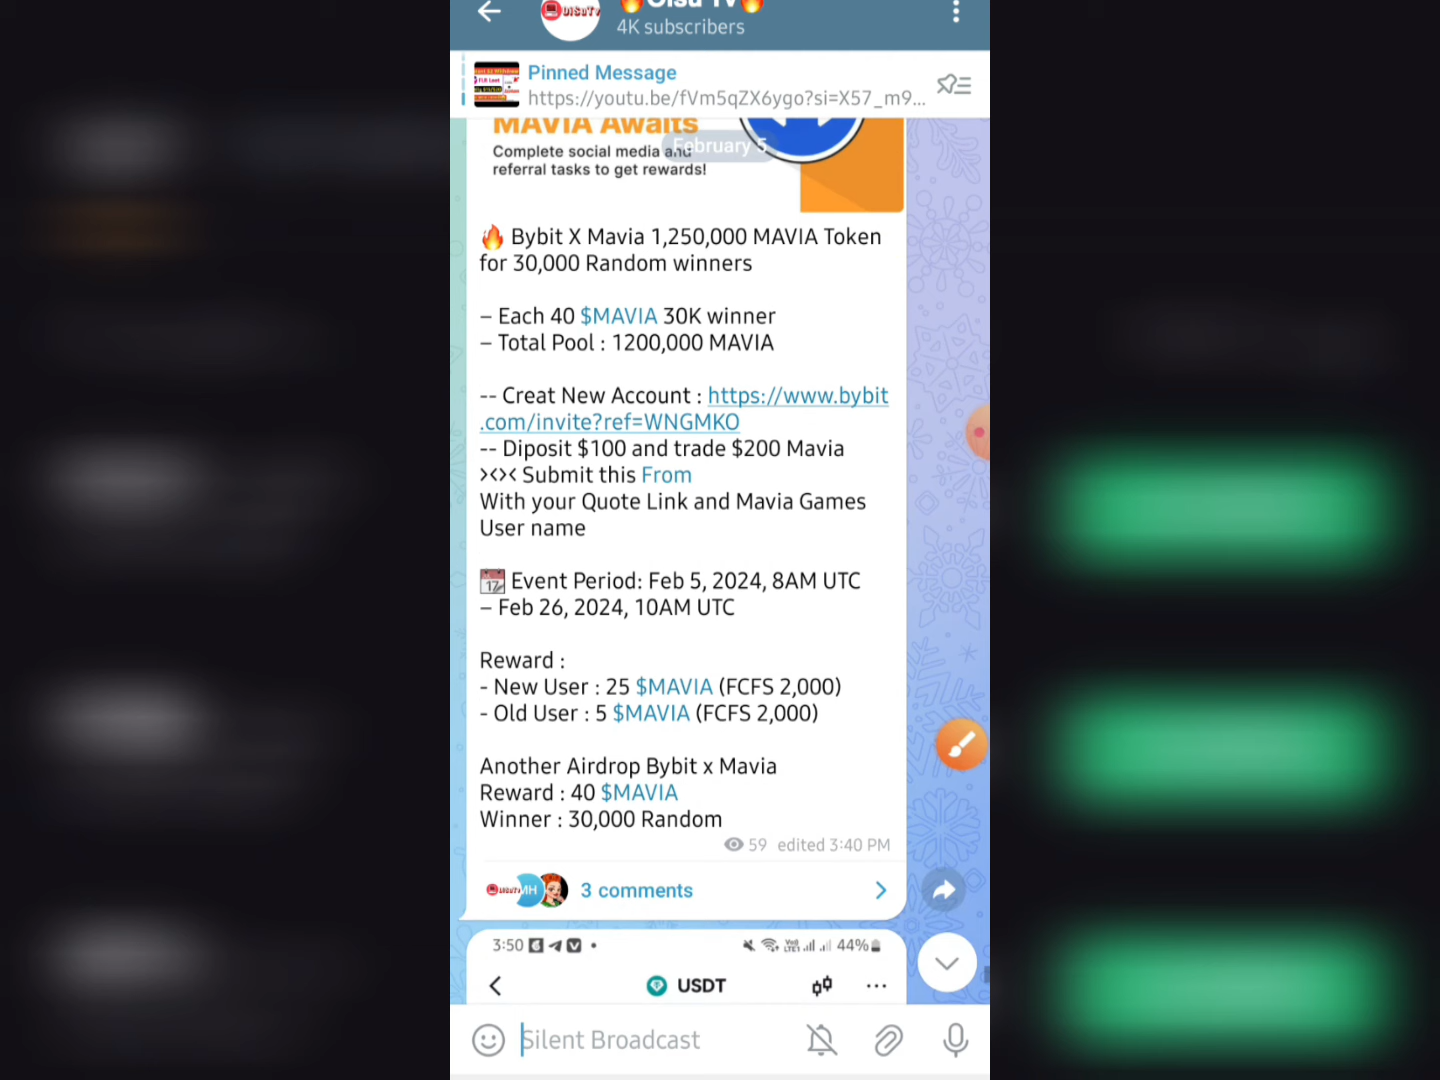 4K subscribers
Pinned Message
https://youtu.be/fVm5qZX6ygo?si=X57_m9...
MAVIA Awaits
February 5
Complete social media and
referral tasks to get rewards!
🔥 Bybit X Mavia 1,250,000 MAVIA Token
for 30,000 Random winners
– Each 40 $MAVIA 30K winner
– Total Pool : 1200,000 MAVIA
-- Creat New Account : https://www.bybit
.com/invite?ref=WNGMKO
-- Diposit $100 and trade $200 Mavia
><>< Submit this From
With your Quote Link and Mavia Games
User name
📅 Event Period: Feb 5, 2024, 8AM UTC
– Feb 26, 2024, 10AM UTC
Reward :
- New User : 25 $MAVIA (FCFS 2,000)
- Old User : 5 $MAVIA (FCFS 2,000)
Another Airdrop Bybit x Mavia
Reward : 40 $MAVIA
Winner : 30,000 Random
59 edited 3:40 PM
3 comments
3:50 44%
USDT
Silent Broadcast